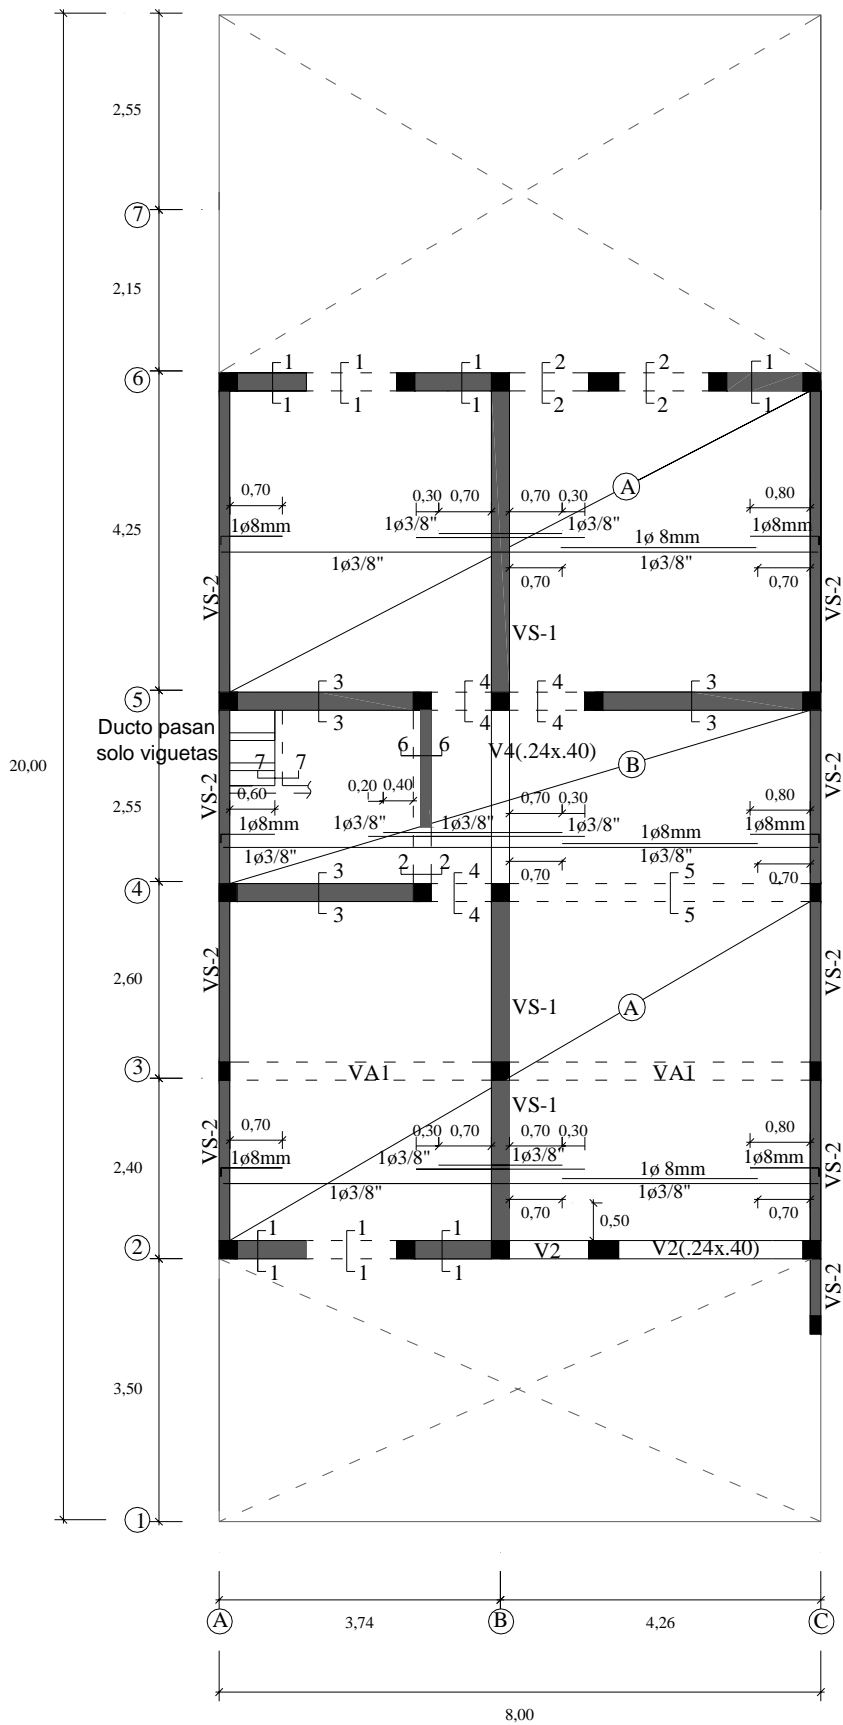 2,55
7
2,15
6
1 1 1 2 2 1
1 1 1 2 2 1
A
0,70 0,30 0,70 0,70 0,30 0,80
4,25
1ø8mm 1ø3/8" 1ø3/8" 1ø 8mm 1ø8mm
1ø3/8" 1ø3/8"
0,70 0,70
VS-2 VS-2
VS-1
5
3 4 4 3
3 4 4 3
Ducto pasan
solo viguetas
V4(.24x.40)
6 6
7 7
B
20,00
VS-2 VS-2
2,55
0,60 0,20 0,40 0,70 0,30 0,80
1ø8mm 1ø3/8" 1ø3/8" 1ø3/8" 1ø8mm 1ø8mm
1ø3/8" 1ø3/8"
2 2
0,70 0,70
4
3 4 5
3 4 5
VS-2 VS-2
2,60
VS-1
A
3
VA1 VA1
VS-1
VS-2 VS-2
0,70 0,30 0,70 0,70 0,30 0,80
2,40
1ø8mm 1ø3/8" 1ø3/8" 1ø 8mm 1ø8mm
1ø3/8" 1ø3/8"
0,70 0,50 0,70
2
1 1 1
1 1 1
V2 V2(.24x.40)
VS-2
3,50
1
A 3,74 B 4,26 C
8,00